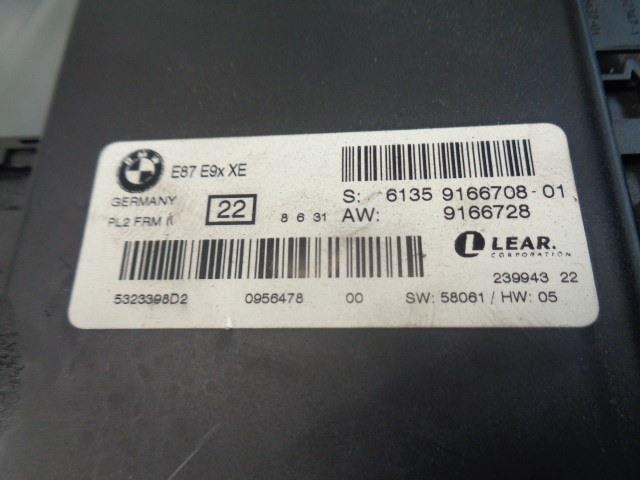 BMW
E87 E9x XE
GERMANY
PL2 FRM II
22
8 6 31
S: 6135 9166708-01
AW: 9166728
LEAR.
CORPORATION
239943 22
5323398D2 0956478 00 SW: 58061 / HW: 05